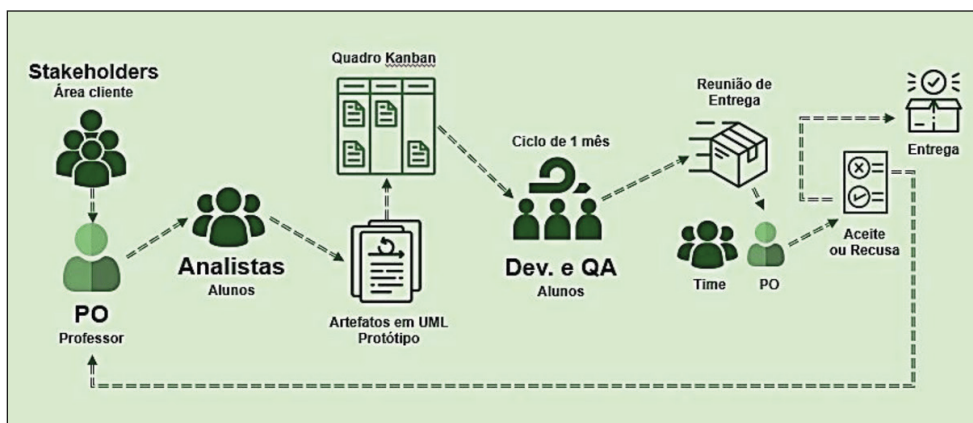 Stakeholders
Área cliente
PO
Professor
Analistas
Alunos
Quadro Kanban
Artefatos em UML
Protótipo
Ciclo de 1 mês
Dev. e QA
Alunos
Reunião de
Entrega
Time
PO
Aceite
ou Recusa
Entrega